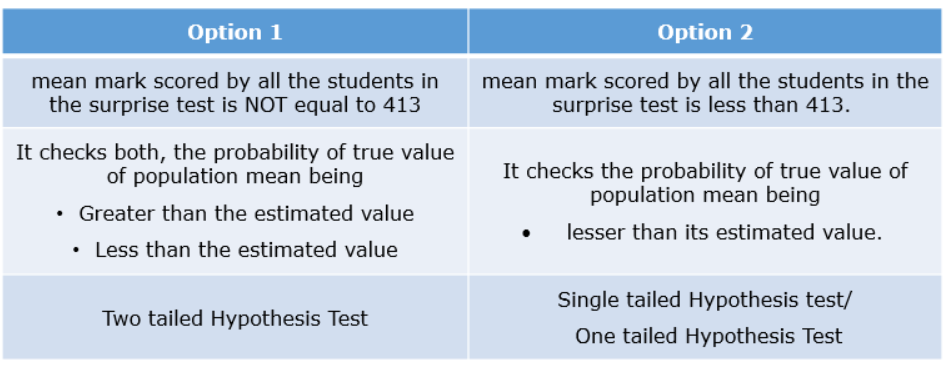 Option 1
Option 2
mean mark scored by all the students in
the surprise test is NOT equal to 413
mean mark scored by all the students in the
surprise test is less than 413.
It checks both, the probability of true value
of population mean being
• Greater than the estimated value
• Less than the estimated value
It checks the probability of true value of
population mean being
• lesser than its estimated value.
Two tailed Hypothesis Test
Single tailed Hypothesis test/
One tailed Hypothesis Test